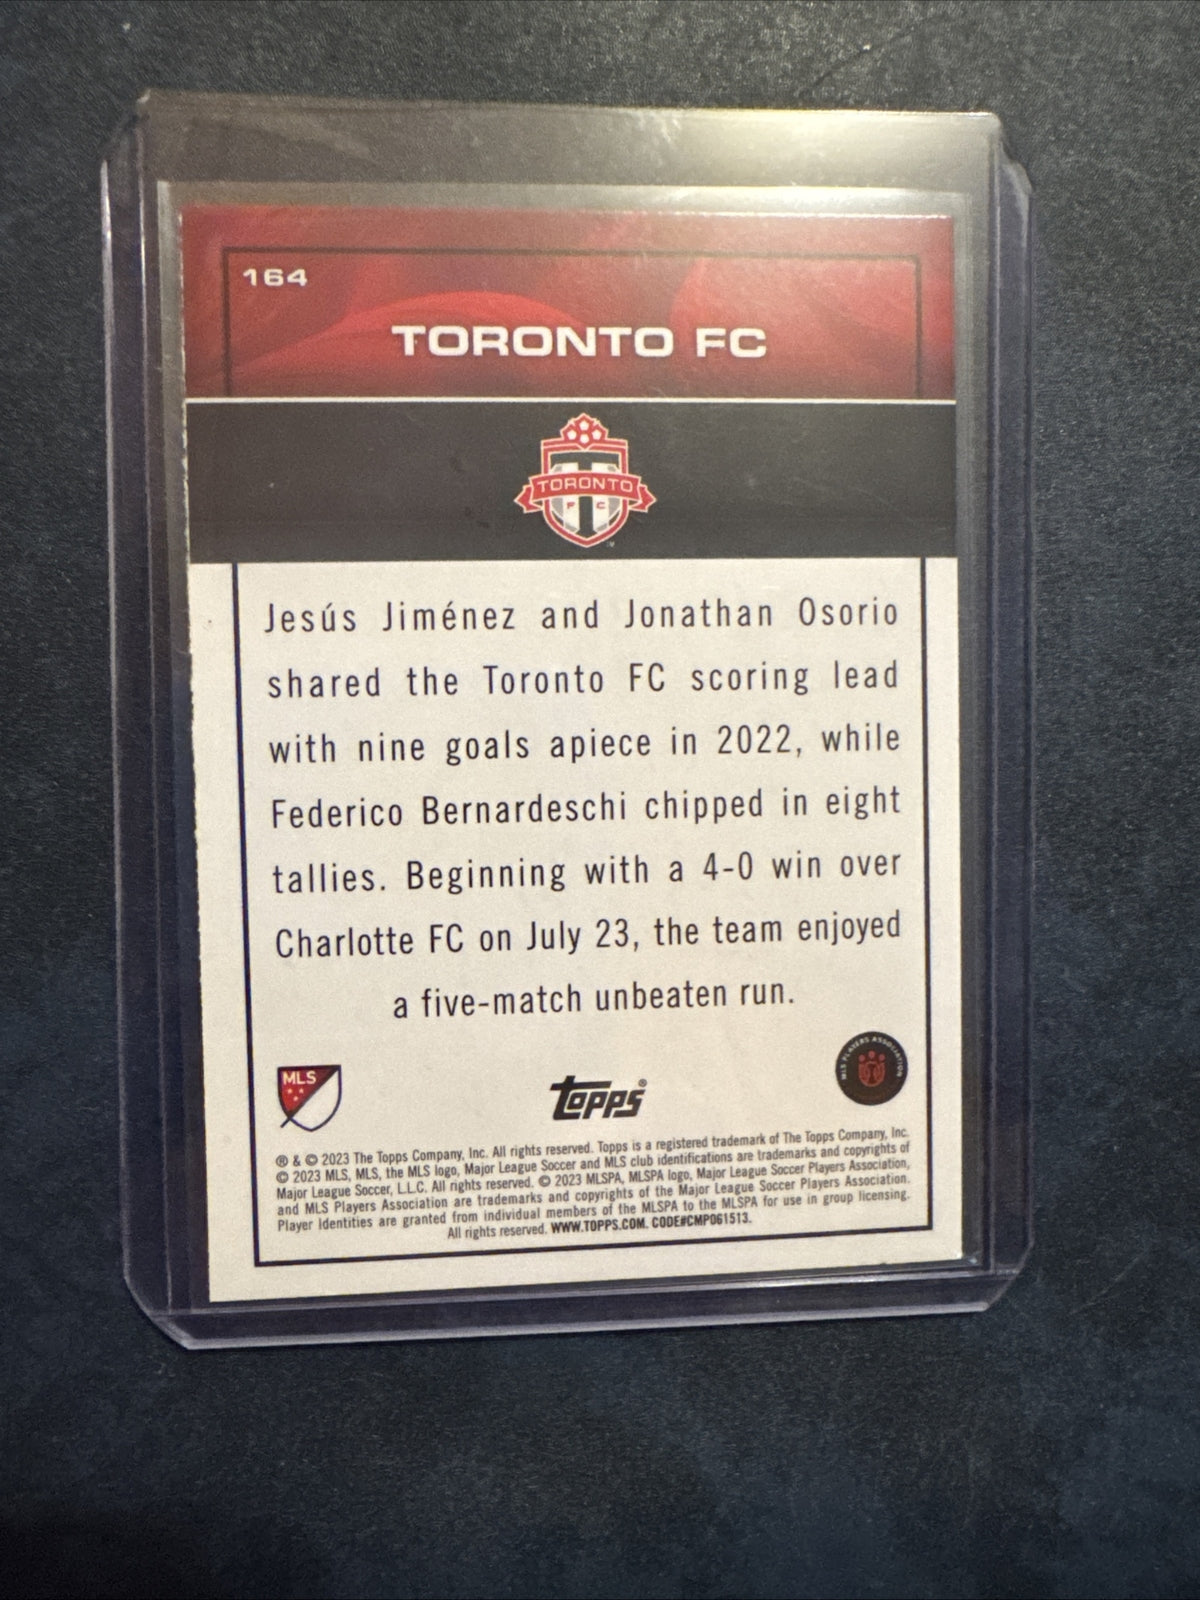 164
TORONTO FC
TORONTO
F C
Jesús Jiménez and Jonathan Osorio
shared the Toronto FC scoring lead
with nine goals apiece in 2022, while
Federico Bernardeschi chipped in eight
tallies. Beginning with a 4-0 win over
Charlotte FC on July 23, the team enjoyed
a five-match unbeaten run.
MLS
topps®
MLS PLAYERS ASSOCIATION
® & © 2023 The Topps Company, Inc. All rights reserved. Topps is a registered trademark of The Topps Company, Inc.
© 2023 MLS, MLS, the MLS logo, Major League Soccer and MLS club identifications are trademarks and copyrights of
Major League Soccer, L.L.C. All rights reserved. © 2023 MLSPA, MLSPA logo, Major League Soccer Players Association,
and MLS Players Association are trademarks and copyrights of the Major League Soccer Players Association.
Player Identities are granted from individual members of the MLSPA to the MLSPA for use in group licensing.
All rights reserved. WWW.TOPPS.COM. CODE#CMP061513.